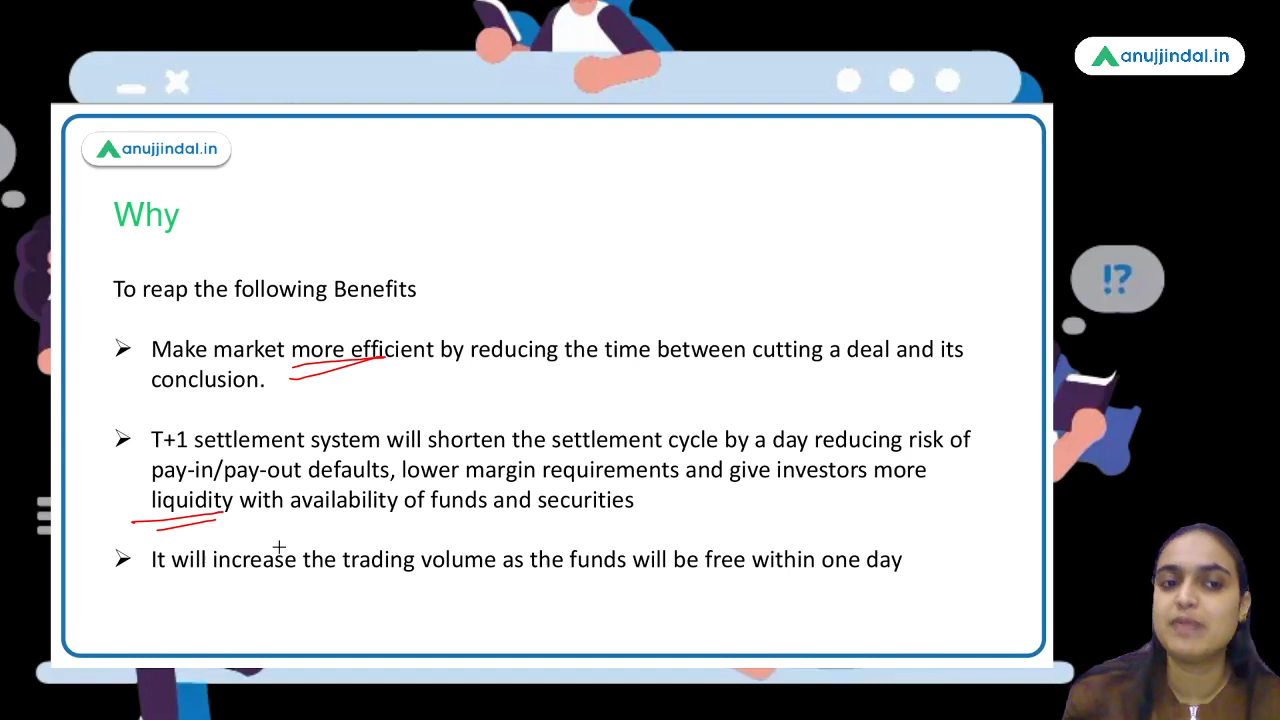 anujjindal.in
anujjindal.in
Why
To reap the following Benefits
Make market more efficient by reducing the time between cutting a deal and its
conclusion.
T+1 settlement system will shorten the settlement cycle by a day reducing risk of
pay-in/pay-out defaults, lower margin requirements and give investors more
liquidity with availability of funds and securities
It will increase the trading volume as the funds will be free within one day
!?